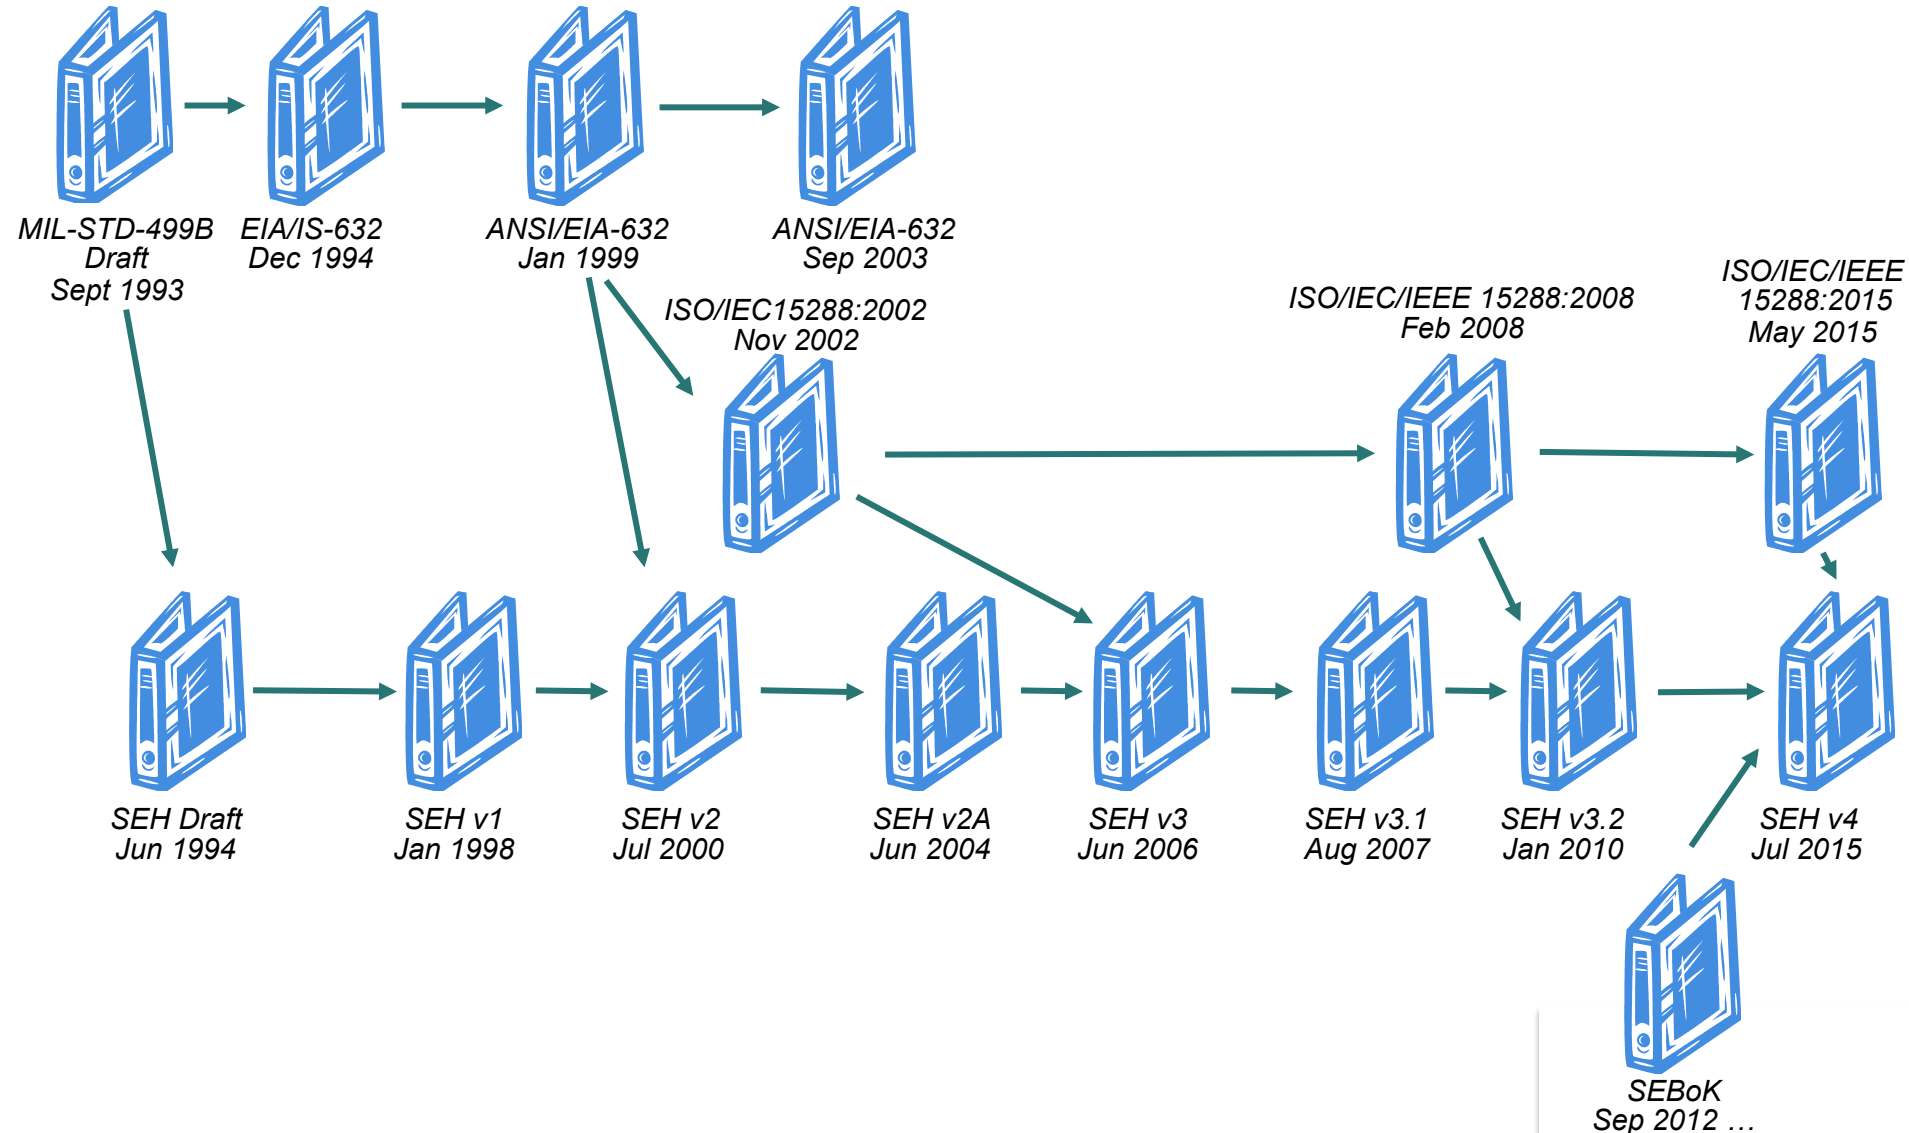 MIL-STD-499B
Draft
Sept 1993
EIA/IS-632
Dec 1994
ANSI/EIA-632
Jan 1999
ANSI/EIA-632
Sep 2003
ISO/IEC15288:2002
Nov 2002
ISO/IEC/IEEE 15288:2008
Feb 2008
ISO/IEC/IEEE
15288:2015
May 2015
SEH Draft
Jun 1994
SEH v1
Jan 1998
SEH v2
Jul 2000
SEH v2A
Jun 2004
SEH v3
Jun 2006
SEH v3.1
Aug 2007
SEH v3.2
Jan 2010
SEH v4
Jul 2015
SEBoK
Sep 2012 …